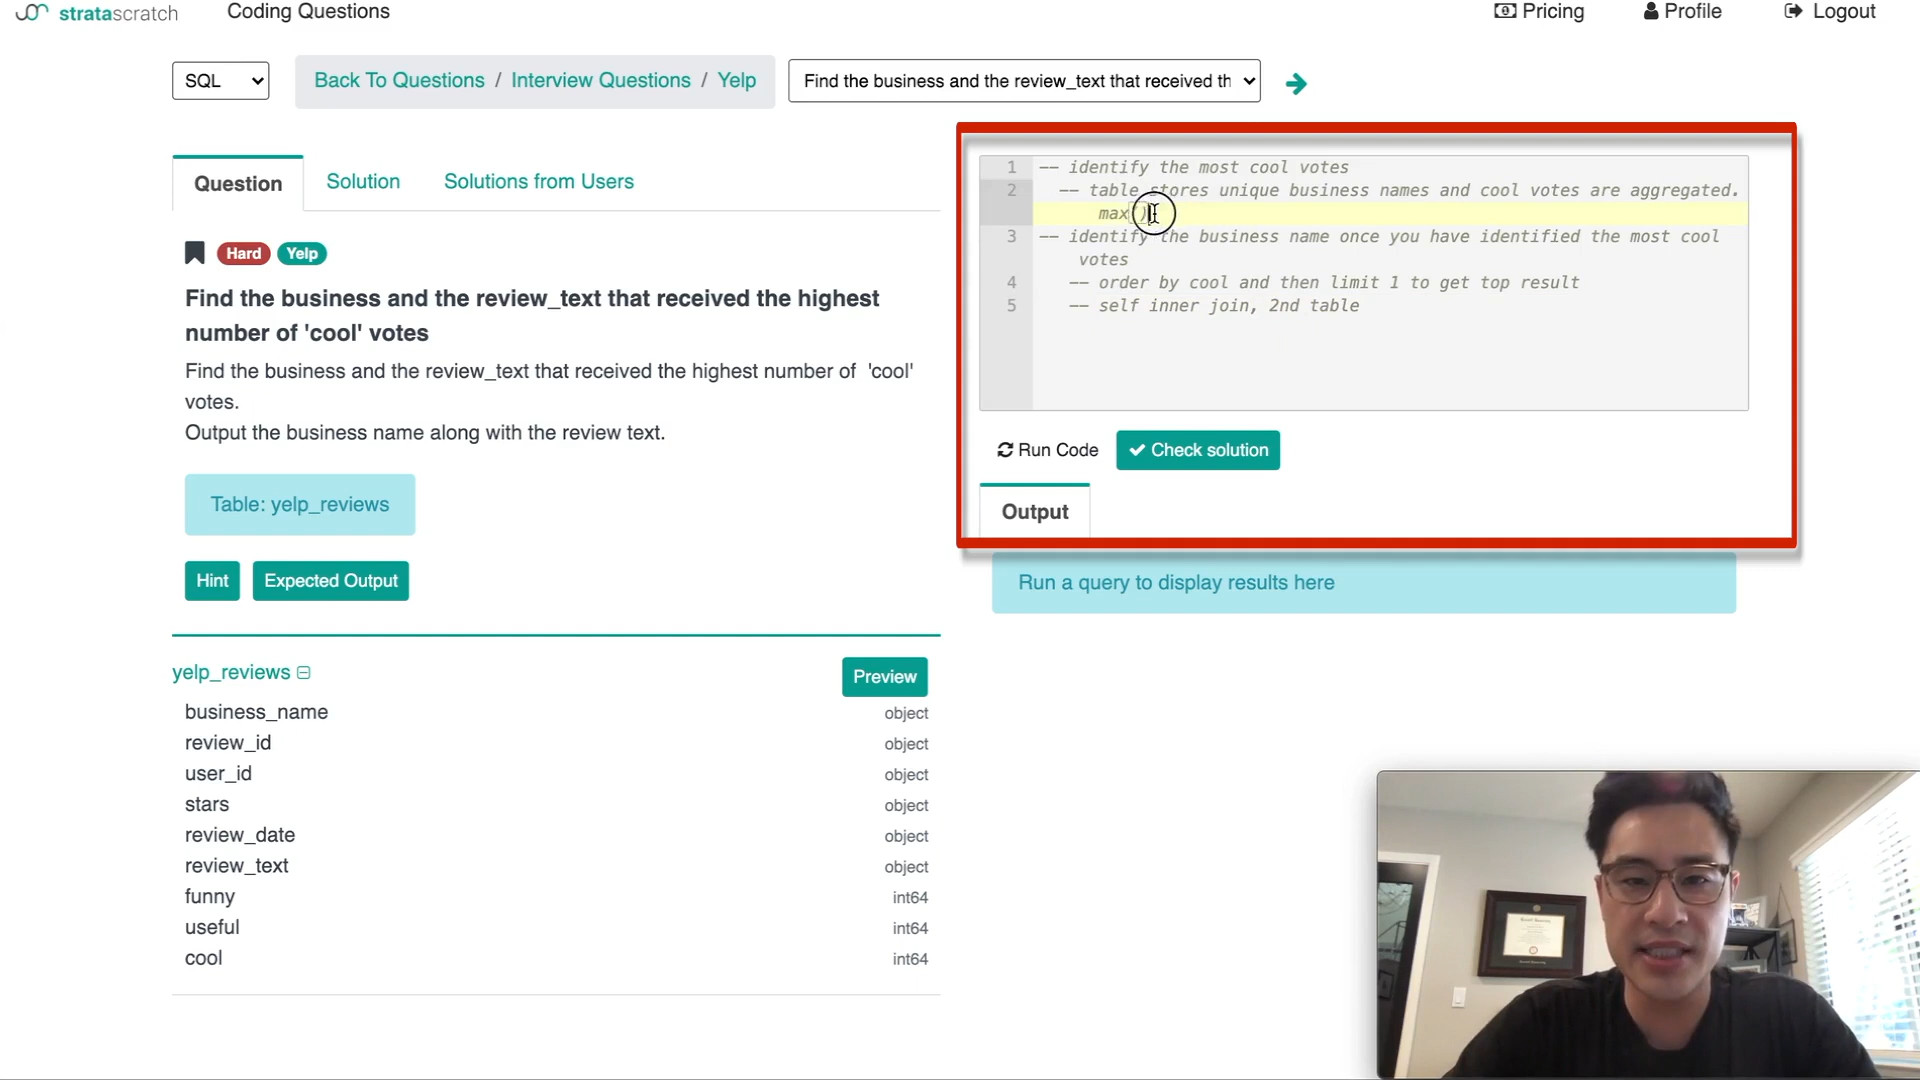 stratascratch
Coding Questions
Pricing
Profile
Logout
SQL
Back To Questions / Interview Questions / Yelp
Find the business and the review_text that received th
Question
Solution
Solutions from Users
Hard
Yelp
Find the business and the review_text that received the highest
number of 'cool' votes
Find the business and the review_text that received the highest number of 'cool'
votes.
Output the business name along with the review text.
Table: yelp_reviews
Hint
Expected Output
yelp_reviews
Preview
business_name object
review_id object
user_id object
stars object
review_date object
review_text object
funny int64
useful int64
cool int64
1 -- identify the most cool votes
2 -- table stores unique business names and cool votes are aggregated.
max()
3 -- identify the business name once you have identified the most cool
votes
4 -- order by cool and then limit 1 to get top result
5 -- self inner join, 2nd table
Run Code
Check solution
Output
Run a query to display results here